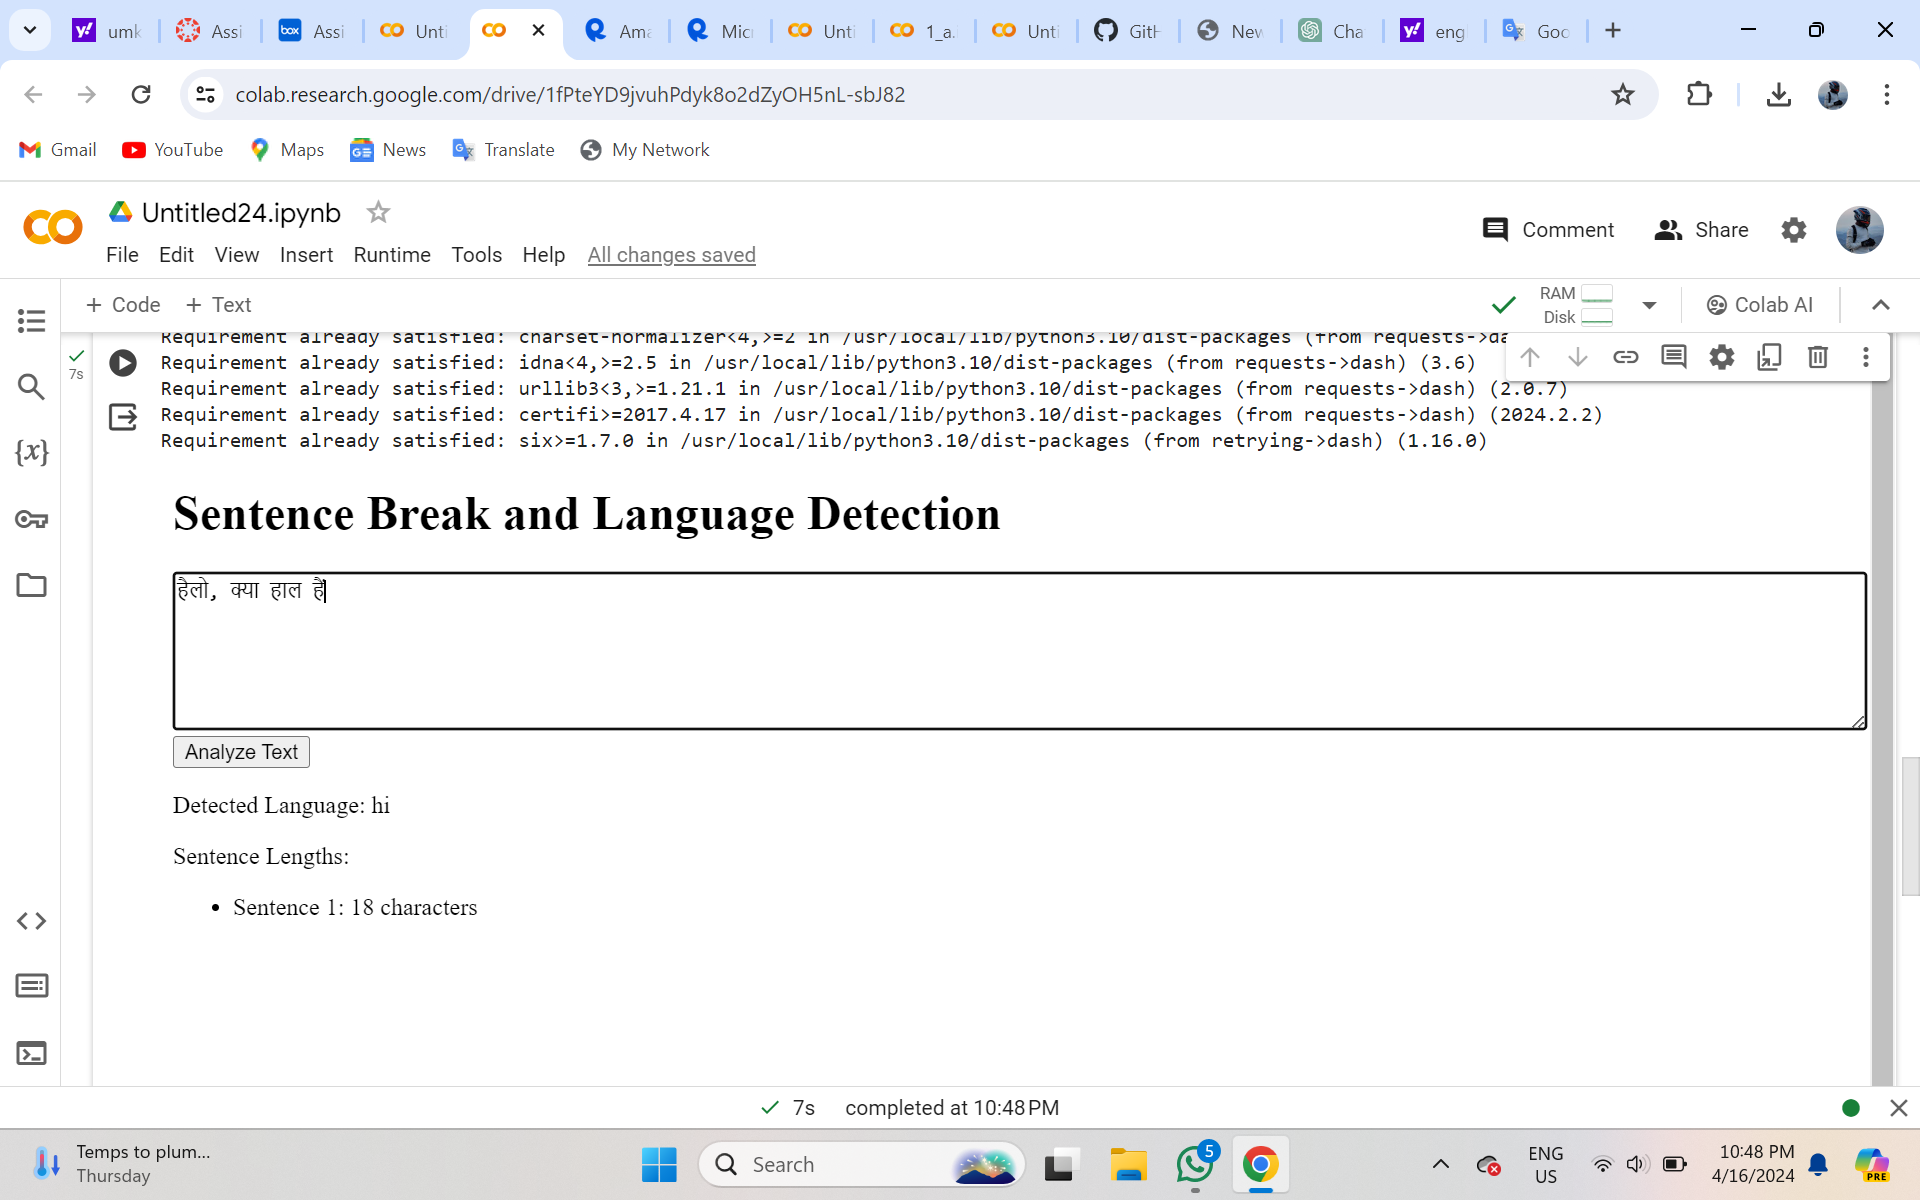 umk
Assi
Assi
Unti
Ama
Micr
Unti
1_a.
Unti
GitH
New
Cha
eng
Goo
colab.research.google.com/drive/1fPteYD9jvuhPdyk8o2dZyOH5nL-sbJ82
Gmail YouTube Maps News Translate My Network
Untitled24.ipynb
Comment Share
File Edit View Insert Runtime Tools Help All changes saved
+ Code + Text
RAM
Disk
Colab AI
Requirement already satisfied: charset-normalizer<4,>=2 in /usr/local/lib/python3.10/dist-packages (from requests->da
7s
Requirement already satisfied: idna<4,>=2.5 in /usr/local/lib/python3.10/dist-packages (from requests->dash) (3.6)
Requirement already satisfied: urllib3<3,>=1.21.1 in /usr/local/lib/python3.10/dist-packages (from requests->dash) (2.0.7)
Requirement already satisfied: certifi>=2017.4.17 in /usr/local/lib/python3.10/dist-packages (from requests->dash) (2024.2.2)
Requirement already satisfied: six>=1.7.0 in /usr/local/lib/python3.10/dist-packages (from retrying->dash) (1.16.0)
Sentence Break and Language Detection
हैलो, क्या हाल है
Analyze Text
Detected Language: hi
Sentence Lengths:
• Sentence 1: 18 characters
7s completed at 10:48 PM
Temps to plum...
Thursday
Search
5
ENG
US
10:48 PM
4/16/2024
PRE